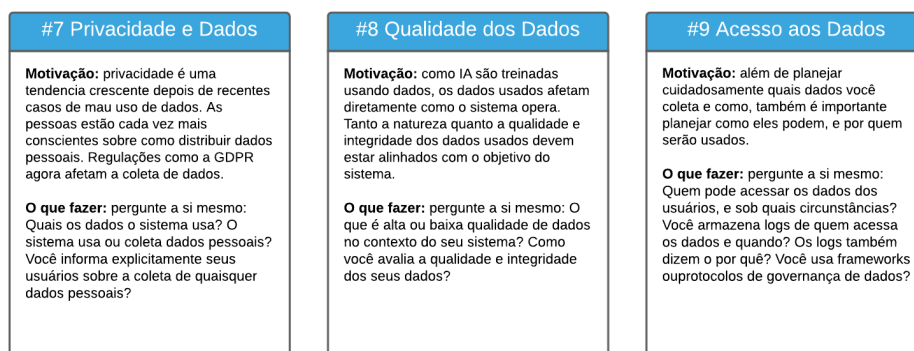 #7 Privacidade e Dados
Motivação: privacidade é uma
tendencia crescente depois de recentes
casos de mau uso de dados. As
pessoas estão cada vez mais
conscientes sobre como distribuir dados
pessoais. Regulações como a GDPR
agora afetam a coleta de dados.
O que fazer: pergunte a si mesmo:
Quais os dados o sistema usa? O
sistema usa ou coleta dados pessoais?
Você informa explicitamente seus
usuários sobre a coleta de quaisquer
dados pessoais?
#8 Qualidade dos Dados
Motivação: como IA são treinadas
usando dados, os dados usados afetam
diretamente como o sistema opera.
Tanto a natureza quanto a qualidade e
integridade dos dados usados devem
estar alinhados com o objetivo do
sistema.
O que fazer: pergunte a si mesmo: O
que é alta ou baixa qualidade de dados
no contexto do seu sistema? Como
você avalia a qualidade e integridade
dos seus dados?
#9 Acesso aos Dados
Motivação: além de planejar
cuidadosamente quais dados você
coleta e como, também é importante
planejar como eles podem, e por quem
serão usados.
O que fazer: pergunte a si mesmo:
Quem pode acessar os dados dos
usuários, e sob quais circunstâncias?
Você armazena logs de quem acessa
os dados e quando? Os logs também
dizem o por quê? Você usa frameworks
ouprotocolos de governança de dados?